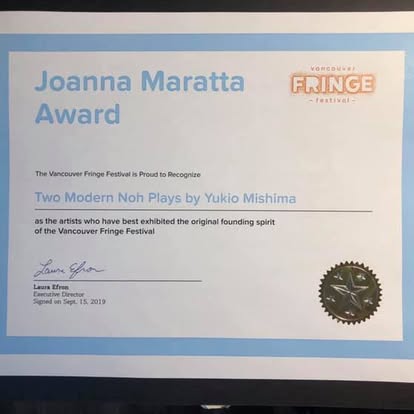 Joanna Maratta
Award
vancouver
FRINGE
- festival -
The Vancouver Fringe Festival is Proud to Recognize
Two Modern Noh Plays by Yukio Mishima
as the artists who have best exhibited the original founding spirit
of the Vancouver Fringe Festival
Laura Efron
Laura Efron
Executive Director
Signed on Sept. 15, 2019